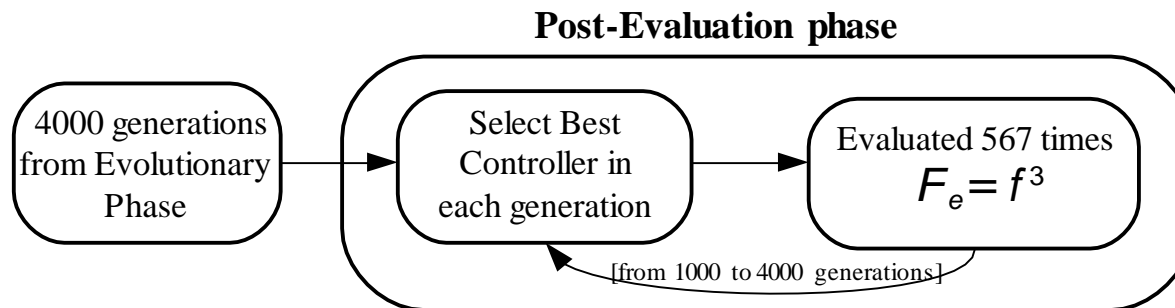 Post-Evaluation phase
4000 generations
from Evolutionary
Phase
Select Best
Controller in
each generation
Evaluated 567 times
Fₑ = f³
[from 1000 to 4000 generations]